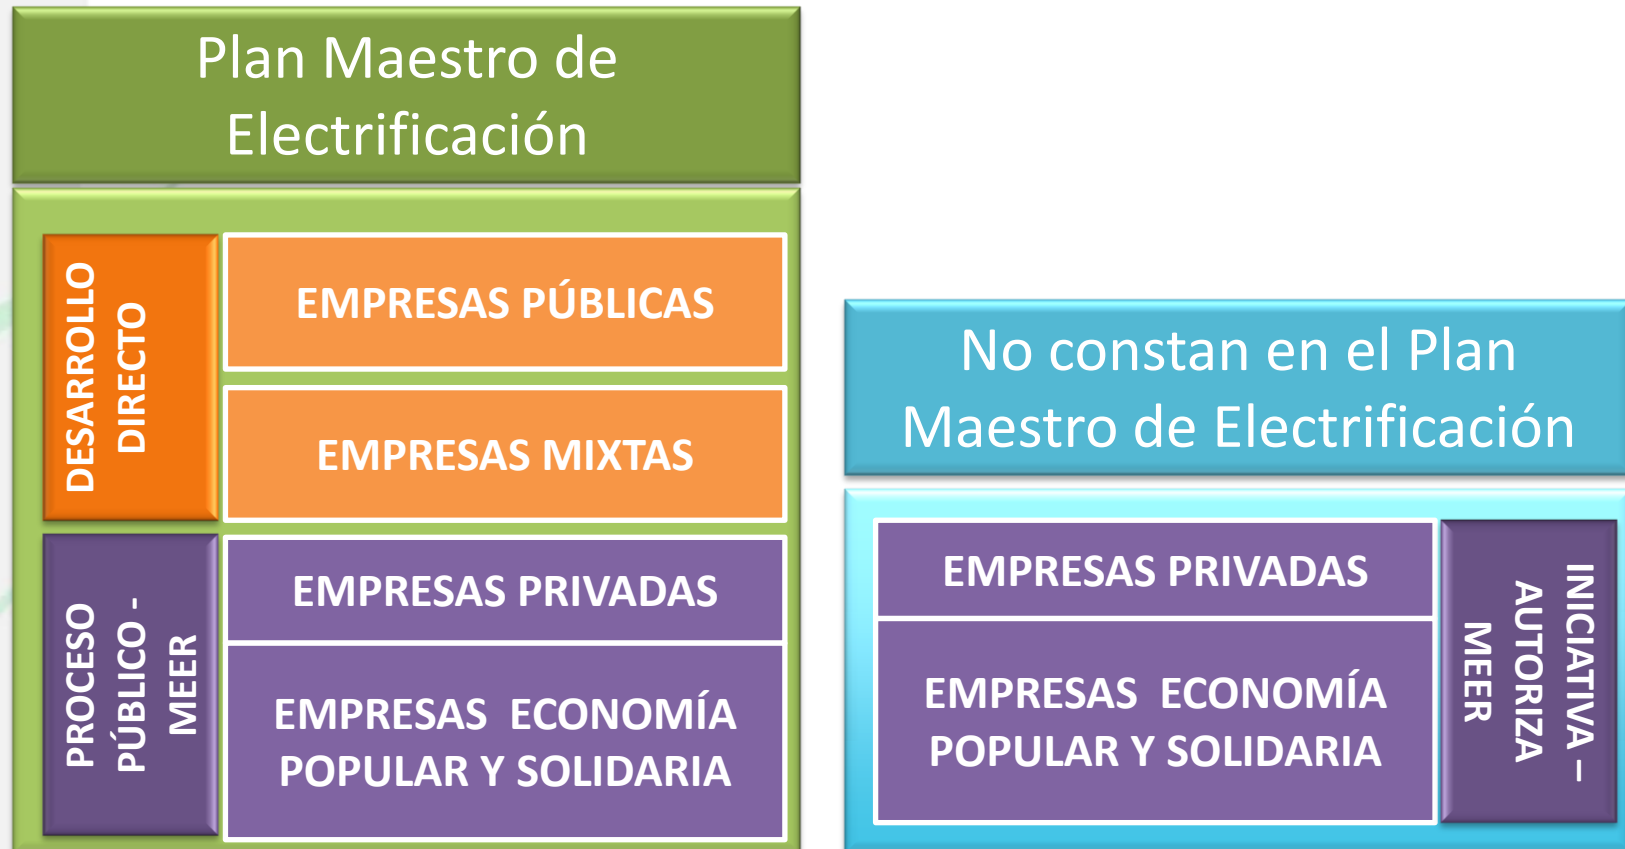 Plan Maestro de
Electrificación
DESARROLLO
DIRECTO
EMPRESAS PÚBLICAS
EMPRESAS MIXTAS
PROCESO
PÚBLICO -
MEER
EMPRESAS PRIVADAS
EMPRESAS  ECONOMÍA
POPULAR Y SOLIDARIA
No constan en el Plan
Maestro de Electrificación
EMPRESAS PRIVADAS
EMPRESAS  ECONOMÍA
POPULAR Y SOLIDARIA
INICIATIVA –
AUTORIZA
MEER